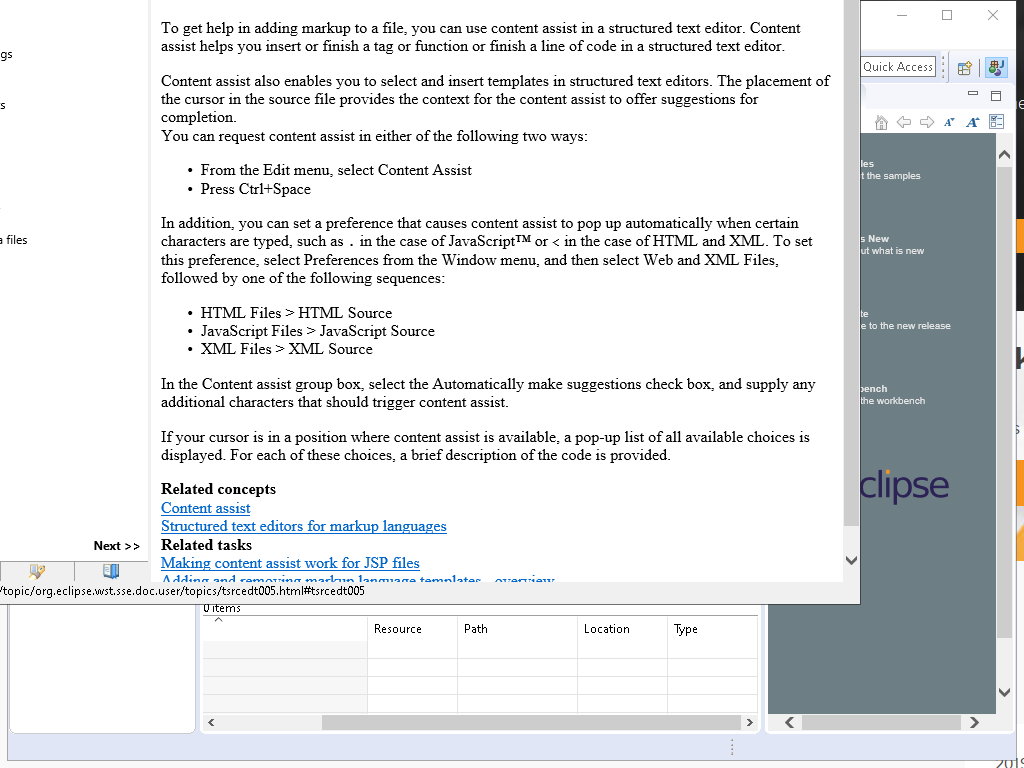 To get help in adding markup to a file, you can use content assist in a structured text editor. Content
assist helps you insert or finish a tag or function or finish a line of code in a structured text editor.
Content assist also enables you to select and insert templates in structured text editors. The placement of
the cursor in the source file provides the context for the content assist to offer suggestions for
completion.
You can request content assist in either of the following two ways:
• From the Edit menu, select Content Assist
• Press Ctrl+Space
In addition, you can set a preference that causes content assist to pop up automatically when certain
characters are typed, such as . in the case of JavaScript™ or < in the case of HTML and XML. To set
this preference, select Preferences from the Window menu, and then select Web and XML Files,
followed by one of the following sequences:
• HTML Files > HTML Source
• JavaScript Files > JavaScript Source
• XML Files > XML Source
In the Content assist group box, select the Automatically make suggestions check box, and supply any
additional characters that should trigger content assist.
If your cursor is in a position where content assist is available, a pop-up list of all available choices is
displayed. For each of these choices, a brief description of the code is provided.
Related concepts
Content assist
Structured text editors for markup languages
Related tasks
Making content assist work for JSP files
Adding and removing markup language templates - overview
gs
s
a files
Next >>
/topic/org.eclipse.wst.sse.doc.user/topics/tsrcedt005.html#tsrcedt005
Quick Access
les
t the samples
s New
ut what is new
te
e to the new release
ench
the workbench
clipse
0 items
Resource Path Location Type
2019